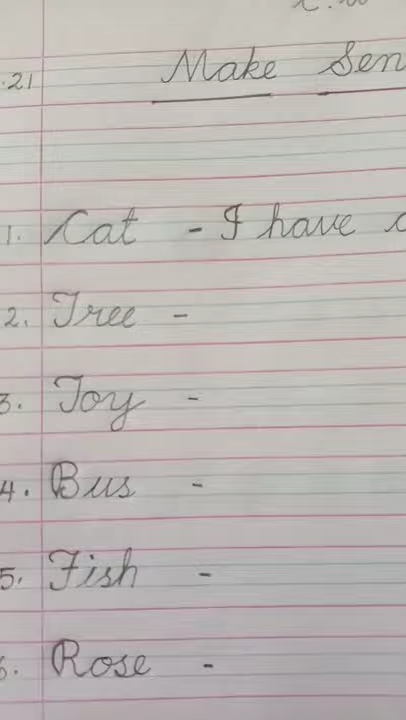 .21
Make Sen
1. Cat - I have
2. Tree -
3. Toy -
4. Bus -
5. Fish -
6. Rose -